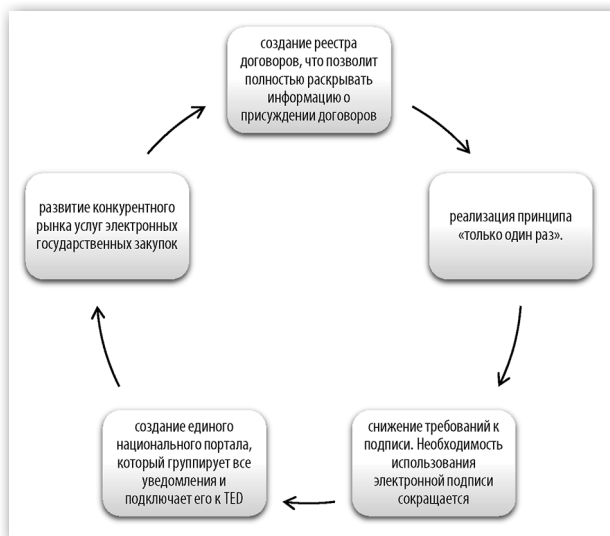 создание реестра
договоров, что позволит
полностью раскрывать
информацию о
присуждении договоров
реализация принципа
«только один раз».
снижение требований к
подписи. Необходимость
использования
электронной подписи
сокращается
создание единого
национального портала,
который группирует все
уведомления и
подключает его к TED
развитие конкурентного
рынка услуг электронных
государственных закупок